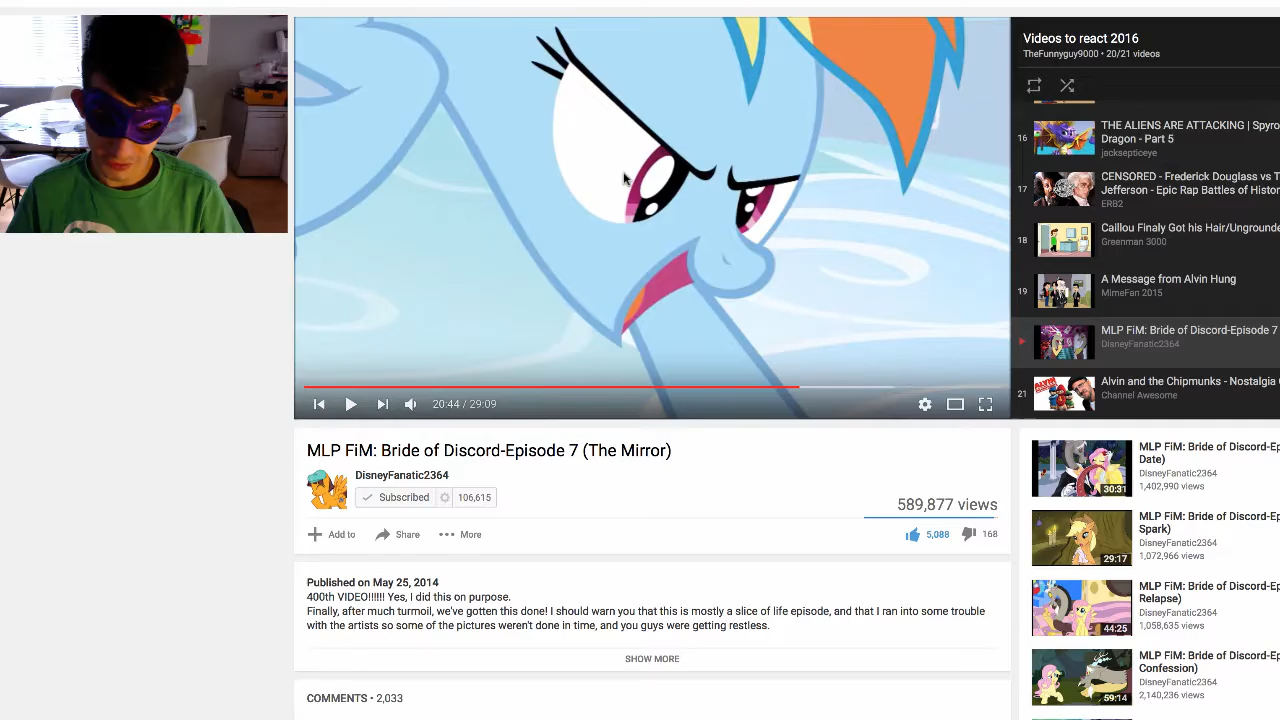 Videos to react 2016
TheFunnyguy9000 • 20/21 videos
16
THE ALIENS ARE ATTACKING | Spyro
Dragon - Part 5
jacksepticeye
17
CENSORED - Frederick Douglass vs T
Jefferson - Epic Rap Battles of Histor
ERB2
18
Caillou Finaly Got his Hair/Ungrounde
Greenman 3000
19
A Message from Alvin Hung
MimeFan 2015
MLP FiM: Bride of Discord-Episode 7
DisneyFanatic2364
21
Alvin and the Chipmunks - Nostalgia C
Channel Awesome
20:44 / 29:09
MLP FiM: Bride of Discord-Episode 7 (The Mirror)
DisneyFanatic2364
Subscribed 106,615
589,877 views
Add to Share More
5,088 168
Published on May 25, 2014
400th VIDEO!!!!!! Yes, I did this on purpose.
Finally, after much turmoil, we've gotten this done! I should warn you that this is mostly a slice of life episode, and that I ran into some trouble
with the artists so some of the pictures weren't done in time, and you guys were getting restless.
SHOW MORE
COMMENTS • 2,033
MLP FiM: Bride of Discord-Ep
Date)
DisneyFanatic2364
1,402,990 views
30:31
MLP FiM: Bride of Discord-Ep
Spark)
DisneyFanatic2364
1,072,966 views
29:17
MLP FiM: Bride of Discord-Ep
Relapse)
DisneyFanatic2364
1,058,635 views
44:25
MLP FiM: Bride of Discord-Ep
Confession)
DisneyFanatic2364
2,140,236 views
59:14